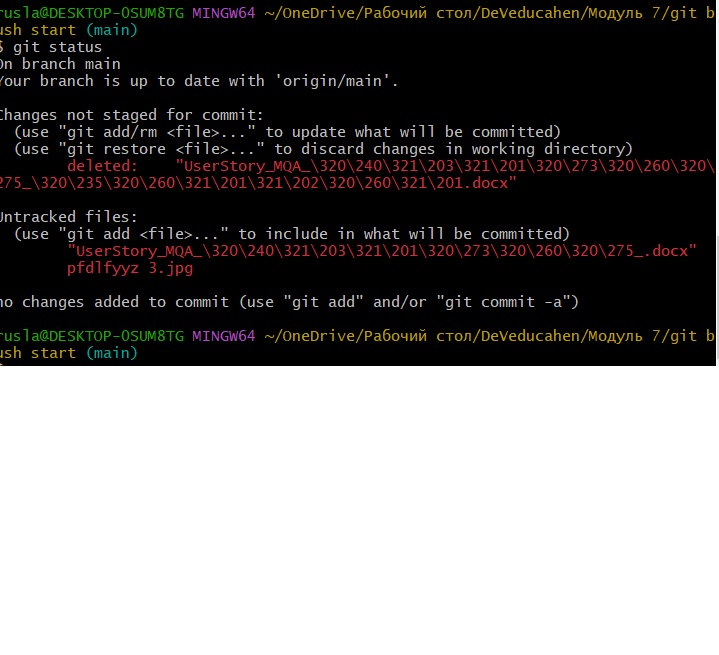 rusla@DESKTOP-OSUM8TG MINGW64 ~/OneDrive/Рабочий стол/DeVeducahen/Модуль 7/git b
ush start (main)
$ git status
On branch main
Your branch is up to date with 'origin/main'.
Changes not staged for commit:
(use "git add/rm <file>..." to update what will be committed)
(use "git restore <file>..." to discard changes in working directory)
deleted: "UserStory_MQA_\320\240\321\203\321\201\320\273\320\260\320\
275_\320\235\320\260\321\201\321\202\320\260\321\201.docx"
Untracked files:
(use "git add <file>..." to include in what will be committed)
"UserStory_MQA_\320\240\321\203\321\201\320\273\320\260\320\275_.docx"
pfdlfyyz 3.jpg
no changes added to commit (use "git add" and/or "git commit -a")
rusla@DESKTOP-OSUM8TG MINGW64 ~/OneDrive/Рабочий стол/DeVeducahen/Модуль 7/git b
ush start (main)